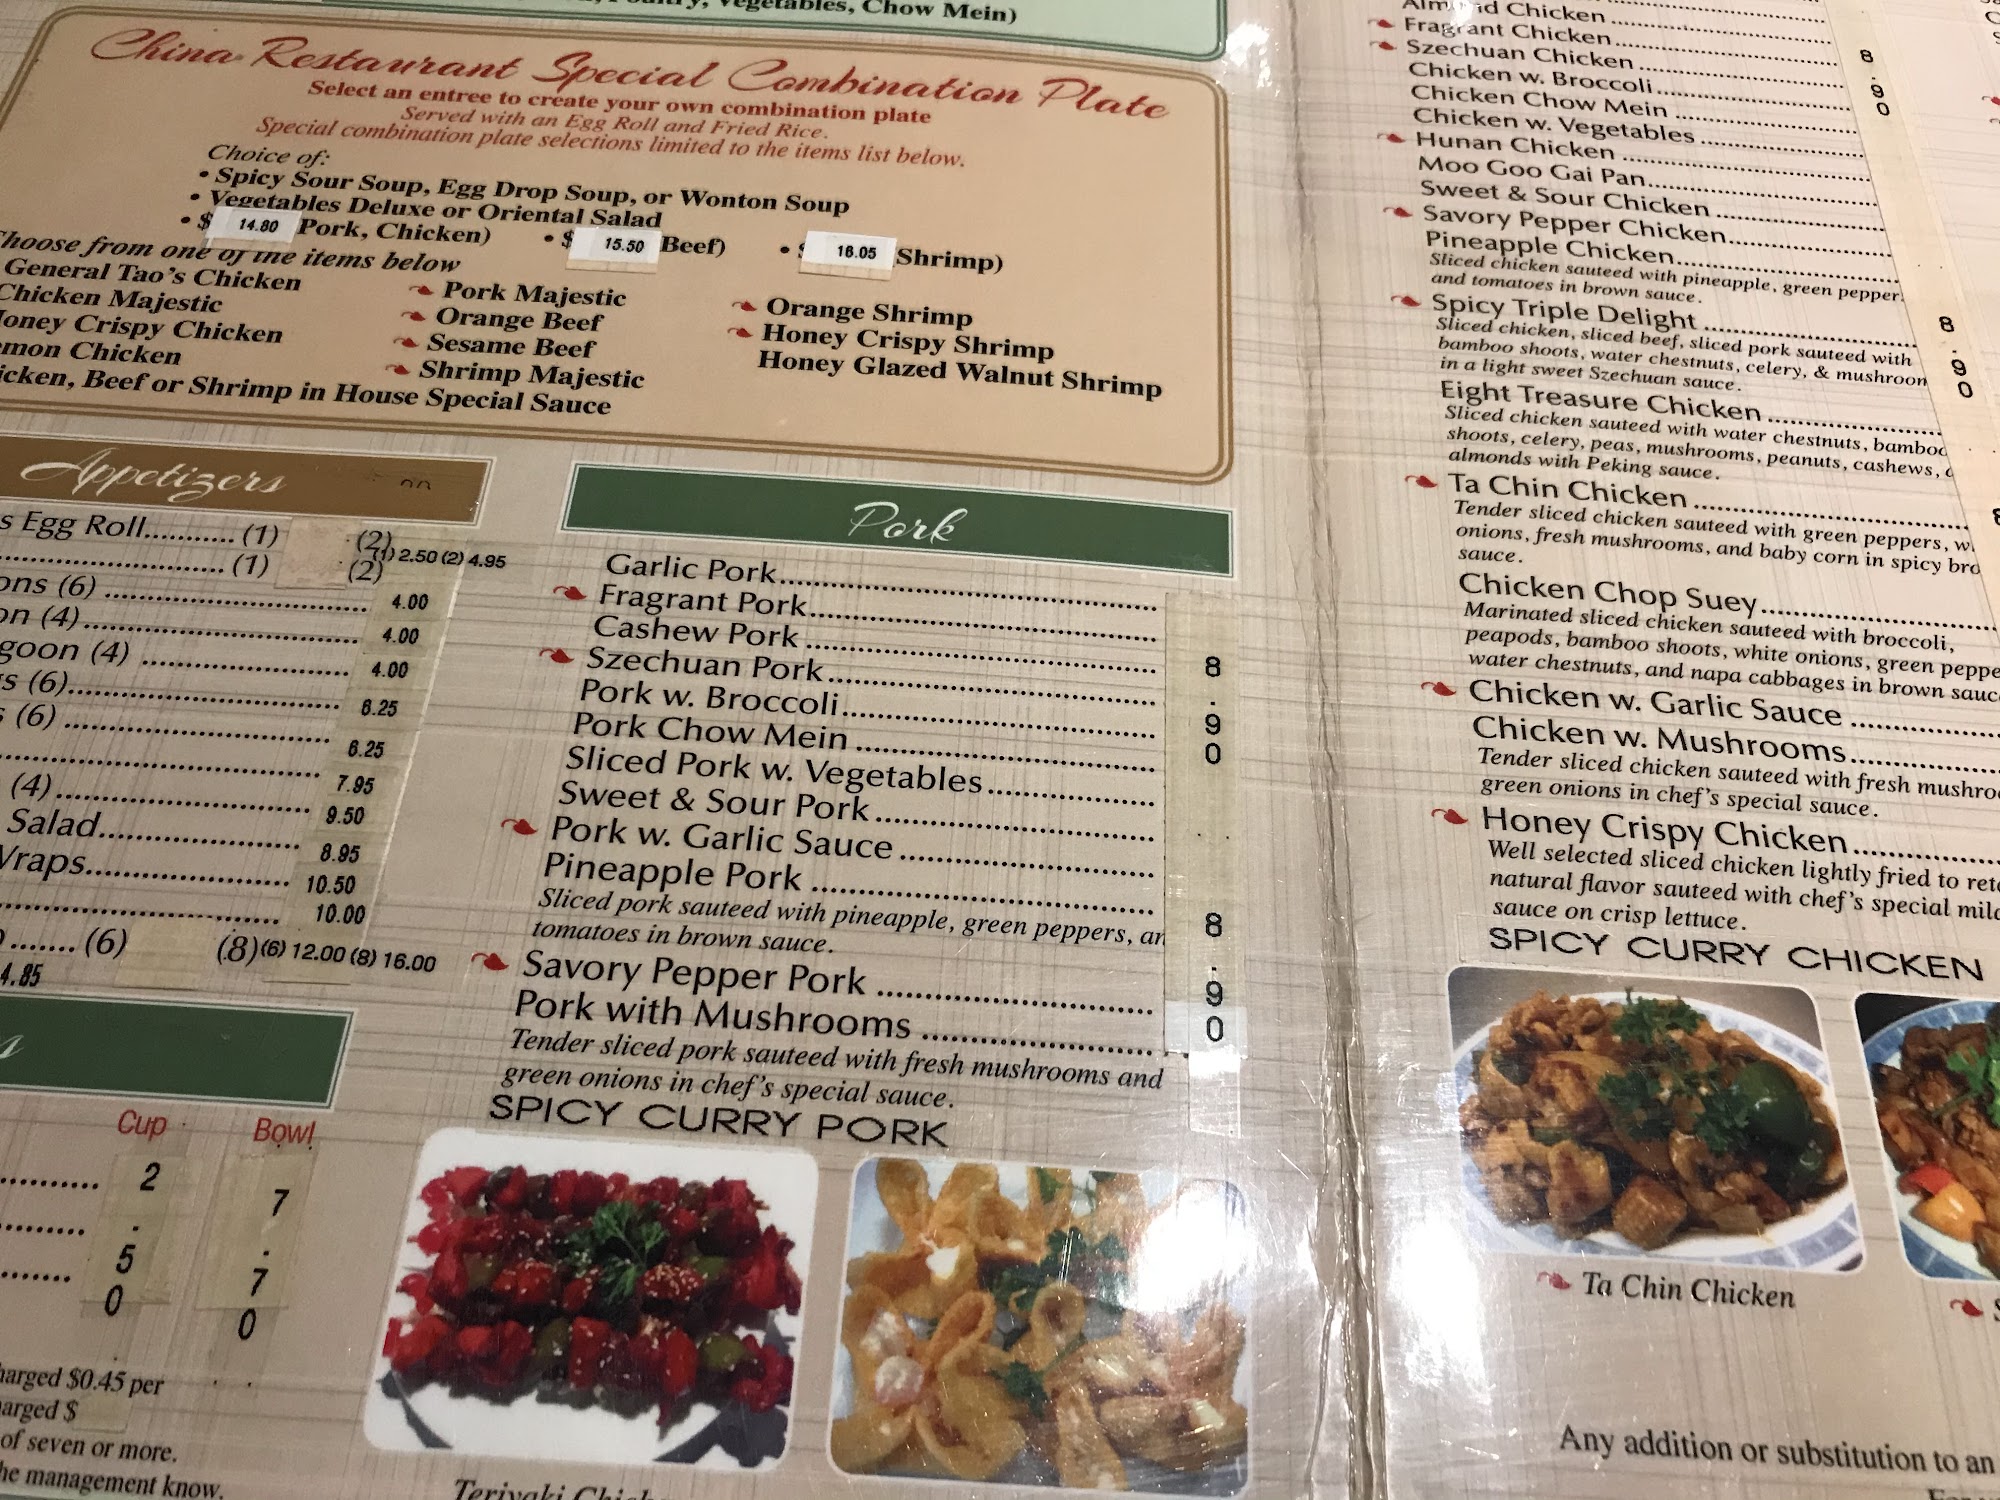 Vegetables, Chow Mein)
China Restaurant Special Combination Plate
Select an entree to create your own combination plate
Served with an Egg Roll and Fried Rice.
Special combination plate selections limited to the items list below.
Choice of:
• Spicy Sour Soup, Egg Drop Soup, or Wonton Soup
• Vegetables Deluxe or Oriental Salad
• $ 14.80 Pork, Chicken) • $ 15.50 Beef) • $ 16.05 Shrimp)
from one of the items below
General Tao's Chicken
Chicken Majestic
Crispy Chicken
Chicken
Beef or Shrimp in House Special Sauce
Pork Majestic
Orange Beef
Sesame Beef
Shrimp Majestic
Orange Shrimp
Honey Crispy Shrimp
Honey Glazed Walnut Shrimp
Appetizers
Egg Roll........... (1) (2)
(1) (2) (1) 2.50 (2) 4.95
(6) 4.00
(4) 4.00
(4) 4.00
(6) 6.25
(6) 6.25
7.95
(4) 9.50
Salad 8.95
10.50
10.00
(6) (8) (6) 12.00 (8) 16.00
4.85
Cup Bowl
2.50 7.70
$0.45 per
$
of seven or more.
management know.
Pork
Garlic Pork
Fragrant Pork
Cashew Pork
Szechuan Pork
Pork w. Broccoli
Pork Chow Mein
8.90
Sliced Pork w. Vegetables
Sweet & Sour Pork
Pork w. Garlic Sauce
Pineapple Pork
Sliced pork sauteed with pineapple, green peppers,
tomatoes in brown sauce.
Savory Pepper Pork
Pork with Mushrooms
8.90
Tender sliced pork sauteed with fresh mushrooms and
green onions in chef's special sauce.
SPICY CURRY PORK
Teriyaki
Chicken
Fragrant Chicken
Szechuan Chicken
Chicken w. Broccoli
Chicken Chow Mein
8.90
Chicken w. Vegetables
Hunan Chicken
Moo Goo Gai Pan
Sweet & Sour Chicken
Savory Pepper Chicken
Pineapple Chicken
Sliced chicken sauteed with pineapple, green pepper
and tomatoes in brown sauce.
Spicy Triple Delight
Sliced chicken, sliced beef, sliced pork sauteed with
bamboo shoots, water chestnuts, celery, & mushroom
in a light sweet Szechuan sauce.
8.90
Eight Treasure Chicken
Sliced chicken sauteed with water chestnuts, bamboo
shoots, celery, peas, mushrooms, peanuts, cashews,
almonds with Peking sauce.
Ta Chin Chicken
Tender sliced chicken sauteed with green peppers,
onions, fresh mushrooms, and baby corn in spicy
sauce.
Chicken Chop Suey
Marinated sliced chicken sauteed with broccoli,
peapods, bamboo shoots, white onions, green
water chestnuts, and napa cabbages in brown
Chicken w. Garlic Sauce
Chicken w. Mushrooms
Tender sliced chicken sauteed with fresh
green onions in chef's special sauce.
Honey Crispy Chicken
Well selected sliced chicken lightly fried to
natural flavor sauteed with chef's special
sauce on crisp lettuce.
SPICY CURRY CHICKEN
Ta Chin Chicken
Any addition or substitution to an